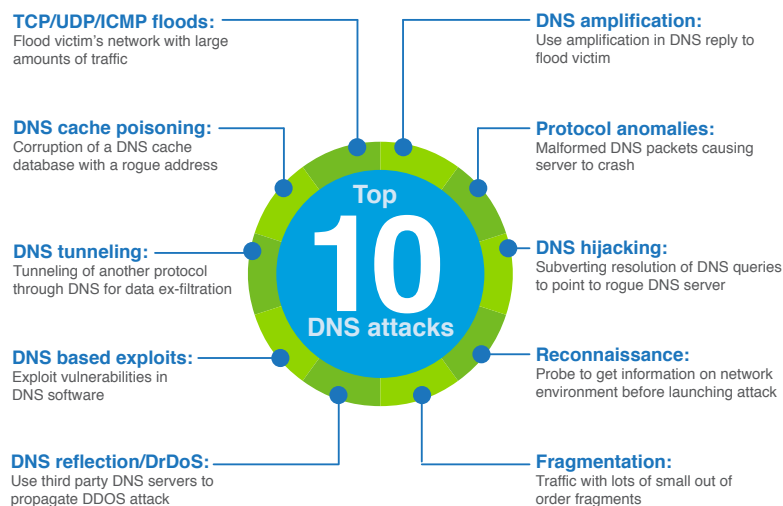 TCP/UDP/ICMP floods:
Flood victim's network with large
amounts of traffic
DNS cache poisoning:
Corruption of a DNS cache
database with a rogue address
DNS tunneling:
Tunneling of another protocol
through DNS for data ex-filtration
DNS based exploits:
Exploit vulnerabilities in
DNS software
DNS reflection/DrDoS:
Use third party DNS servers to
propagate DDOS attack
Top
10
DNS attacks
DNS amplification:
Use amplification in DNS reply to
flood victim
Protocol anomalies:
Malformed DNS packets causing
server to crash
DNS hijacking:
Subverting resolution of DNS queries
to point to rogue DNS server
Reconnaissance:
Probe to get information on network
environment before launching attack
Fragmentation:
Traffic with lots of small out of
order fragments